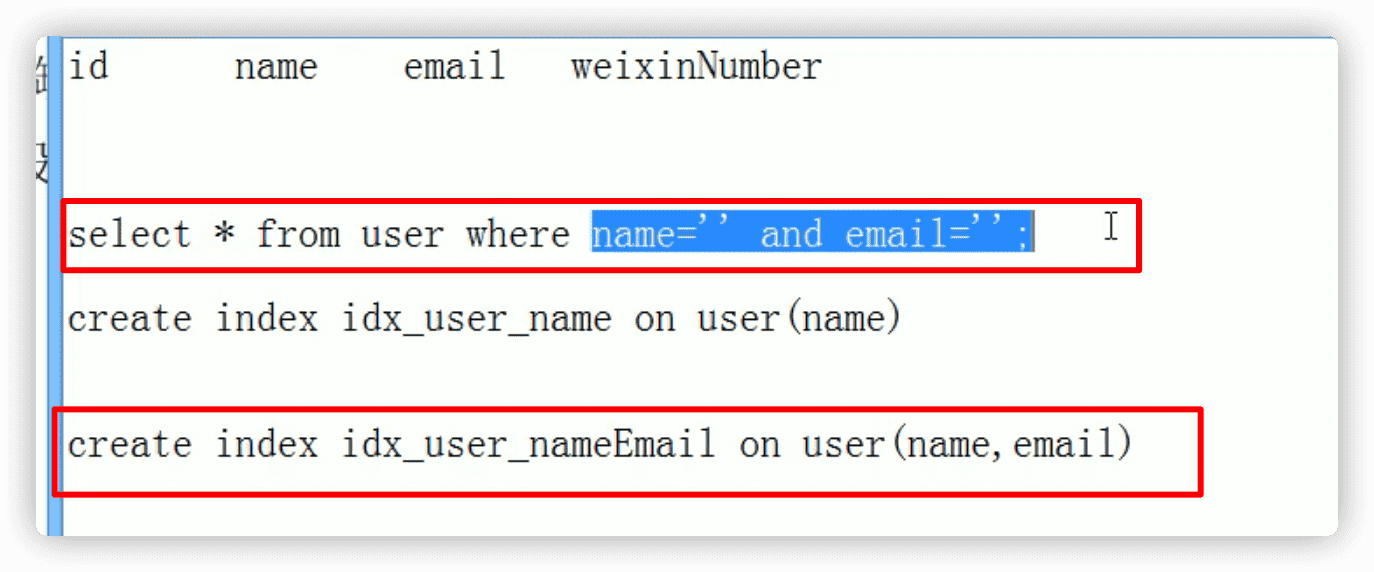 id name email weixinNumber
select * from user where name='' and email='';
create index idx_user_name on user(name)
create index idx_user_nameEmail on user(name,email)